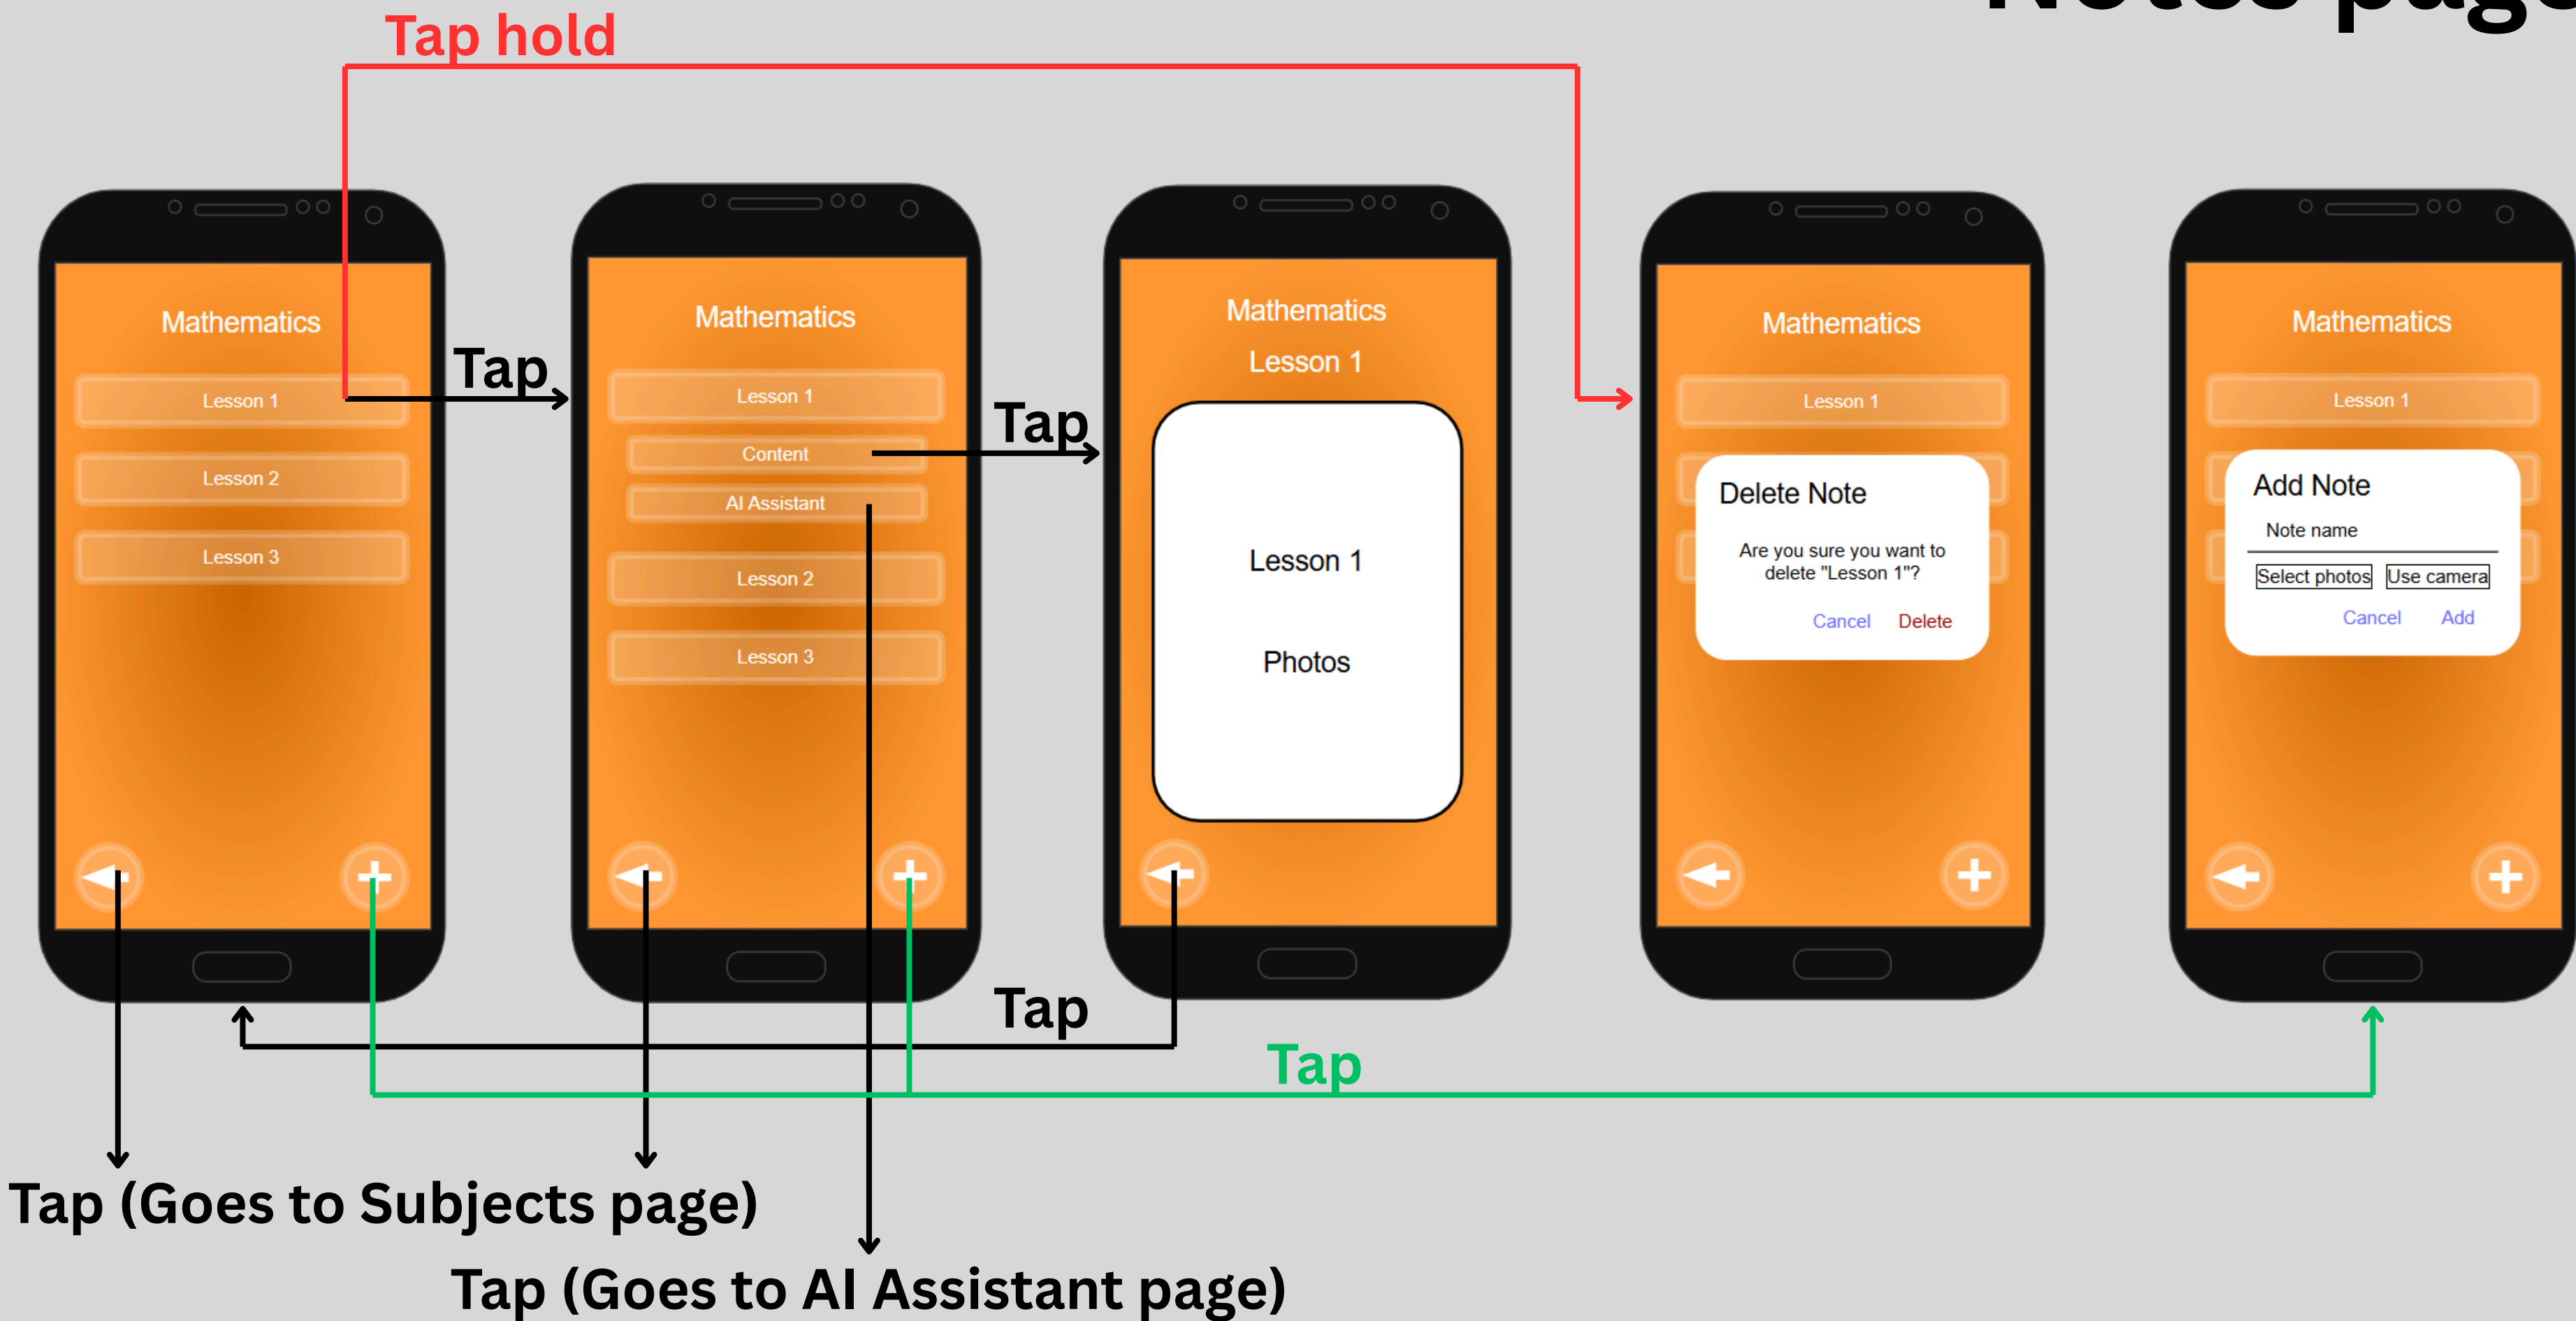 Notes page
Tap hold
Mathematics
Lesson 1
Lesson 2
Lesson 3
Tap
Mathematics
Lesson 1
Content
AI Assistant
Lesson 2
Lesson 3
Tap
Mathematics
Lesson 1
Lesson 1
Photos
Mathematics
Lesson 1
Delete Note
Are you sure you want to
delete "Lesson 1"?
Cancel Delete
Mathematics
Lesson 1
Add Note
Note name
Select photos Use camera
Cancel Add
Tap
Tap
Tap (Goes to Subjects page)
Tap (Goes to AI Assistant page)